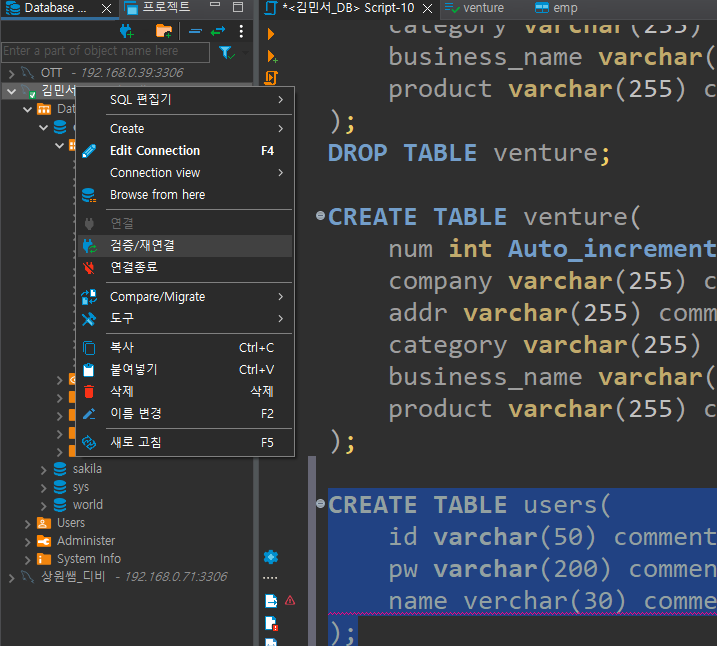 Database ...
프로젝트
Enter a part of object name here
OTT - 192.168.0.39:3306
김민서
Dat
SQL 편집기
Create
Edit Connection F4
Connection view
Browse from here
연결
검증/재연결
연결종료
Compare/Migrate
도구
복사 Ctrl+C
붙여넣기 Ctrl+V
삭제 삭제
이름 변경 F2
새로 고침 F5
sakila
sys
world
Users
Administer
System Info
상원쌤_디비 - 192.168.0.71:3306
*<김민서_DB> Script-10
venture
emp
category varchar(255)
business_name varchar(
product varchar(255) c
);
DROP TABLE venture;
CREATE TABLE venture(
num int Auto_increment
company varchar(255) c
addr varchar(255) comm
category varchar(255)
business_name varchar(
product varchar(255) c
);
CREATE TABLE users(
id varchar(50) comment
pw varchar(200) commen
name verchar(30) comme
);